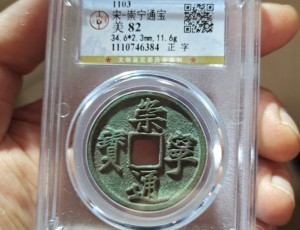 1103
宋·崇宁通宝
美 82
34.6*2.3mm,11.6g
1110746384 正 字
崇
寧
通
寶